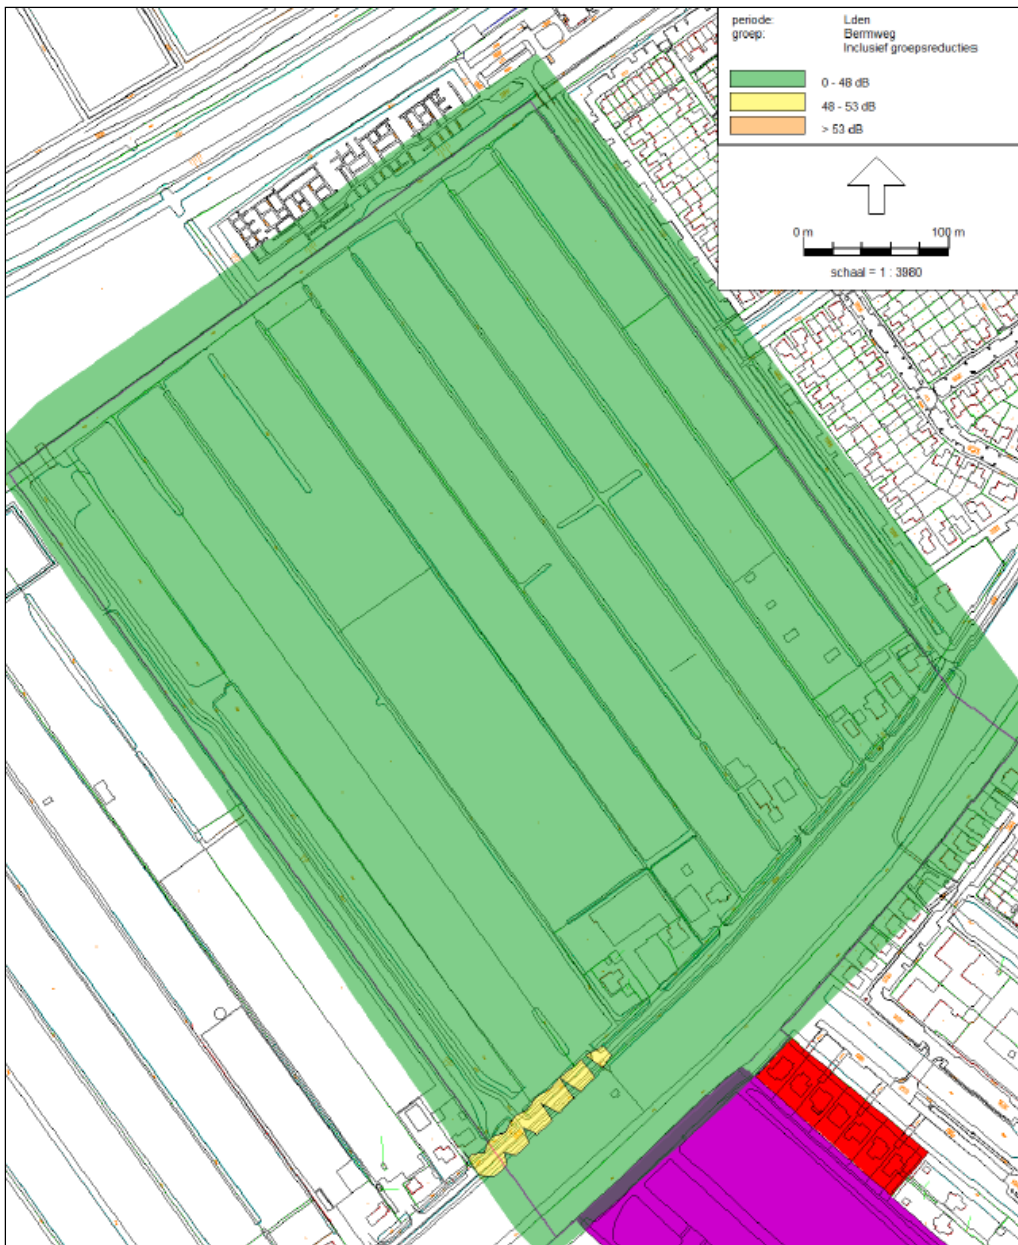 periode: Lden
groep: Bermweg
Inclusief groepsreducties
0 - 48 dB
48 - 53 dB
> 53 dB
0 m 100 m
schaal = 1 : 3980